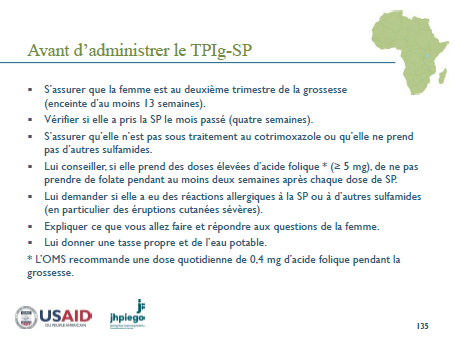 Avant d'administrer le TPIg-SP
▪ S'assurer que la femme est au deuxième trimestre de la grossesse
(enceinte d'au moins 13 semaines).
▪ Vérifier si elle a pris la SP le mois passé (quatre semaines).
▪ S'assurer qu'elle n'est pas sous traitement au cotrimoxazole ou qu'elle ne prend
pas d'autres sulfamides.
▪ Lui conseiller, si elle prend des doses élevées d'acide folique * (≥ 5 mg), de ne pas
prendre de folate pendant au moins deux semaines après chaque dose de SP.
▪ Lui demander si elle a eu des réactions allergiques à la SP ou à d'autres sulfamides
(en particulier des éruptions cutanées sévères).
▪ Expliquer ce que vous allez faire et répondre aux questions de la femme.
▪ Lui donner une tasse propre et de l'eau potable.
* L'OMS recommande une dose quotidienne de 0,4 mg d'acide folique pendant la
grossesse.
USAID
jhpiego
135